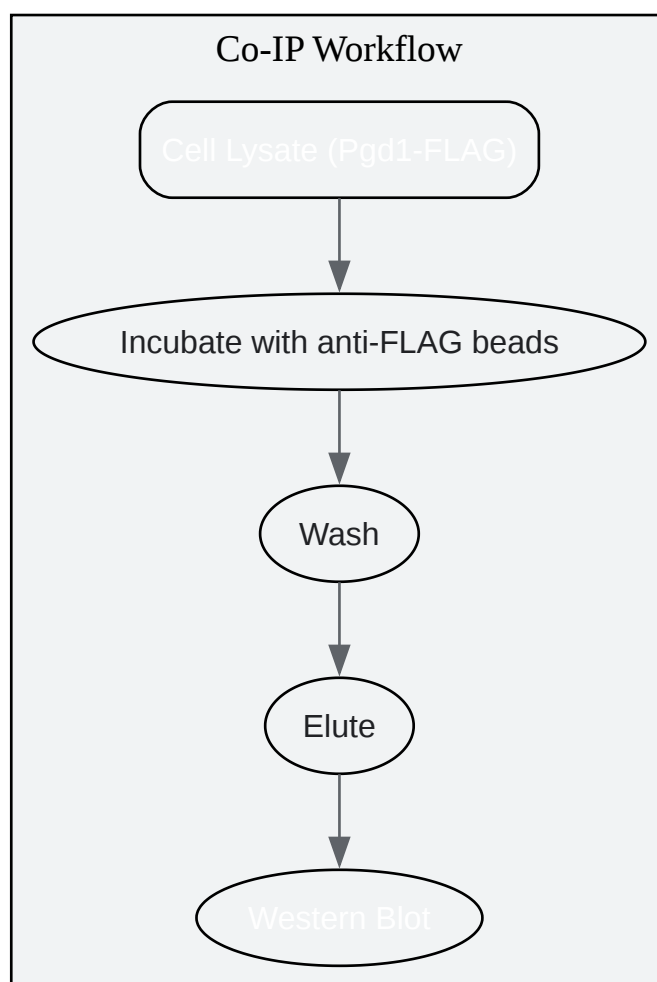 Co-IP Workflow
Cell Lysate (Pgd1-FLAG)
Incubate with anti-FLAG beads
Wash
Elute
Western Blot